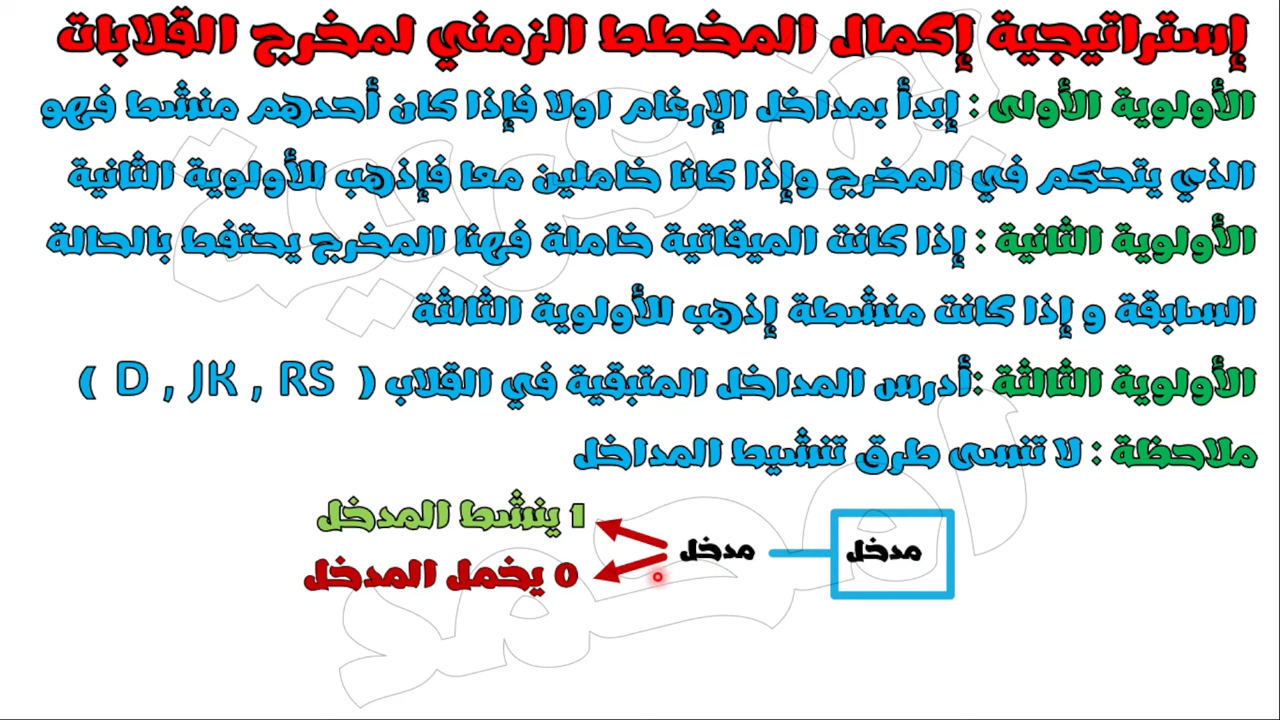 إستراتيجية إكمال المخطط الزمني لمخرج القلابات
الأولوية الأولى : إبدأ بمداخل الإرغام اولا فإذا كان أحدهم منشط فهو
الذي يتحكم في المخرج وإذا كانا خاملين معا فإذهب للأولوية الثانية
الأولوية الثانية : إذا كانت الميقاتية خاملة فهنا المخرج يحتفط بالحالة
السابقة و إذا كانت منشطة إذهب للأولوية الثالثة
الأولوية الثالثة :أدرس المداخل المتبقية في القلاب ( D , JK , RS )
ملاحظة : لا تنسى طرق تنشيط المداخل
مدخل
مدخل
1 ينشط المدخل
0 يخمل المدخل